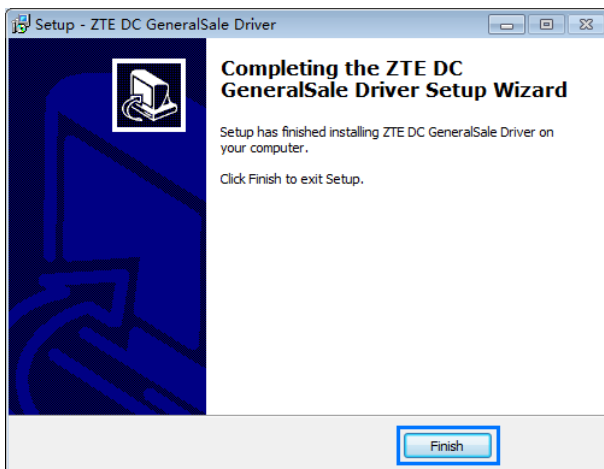 Setup - ZTE DC GeneralSale Driver
Completing the ZTE DC
GeneralSale Driver Setup Wizard
Setup has finished installing ZTE DC GeneralSale Driver on
your computer.
Click Finish to exit Setup.
Finish